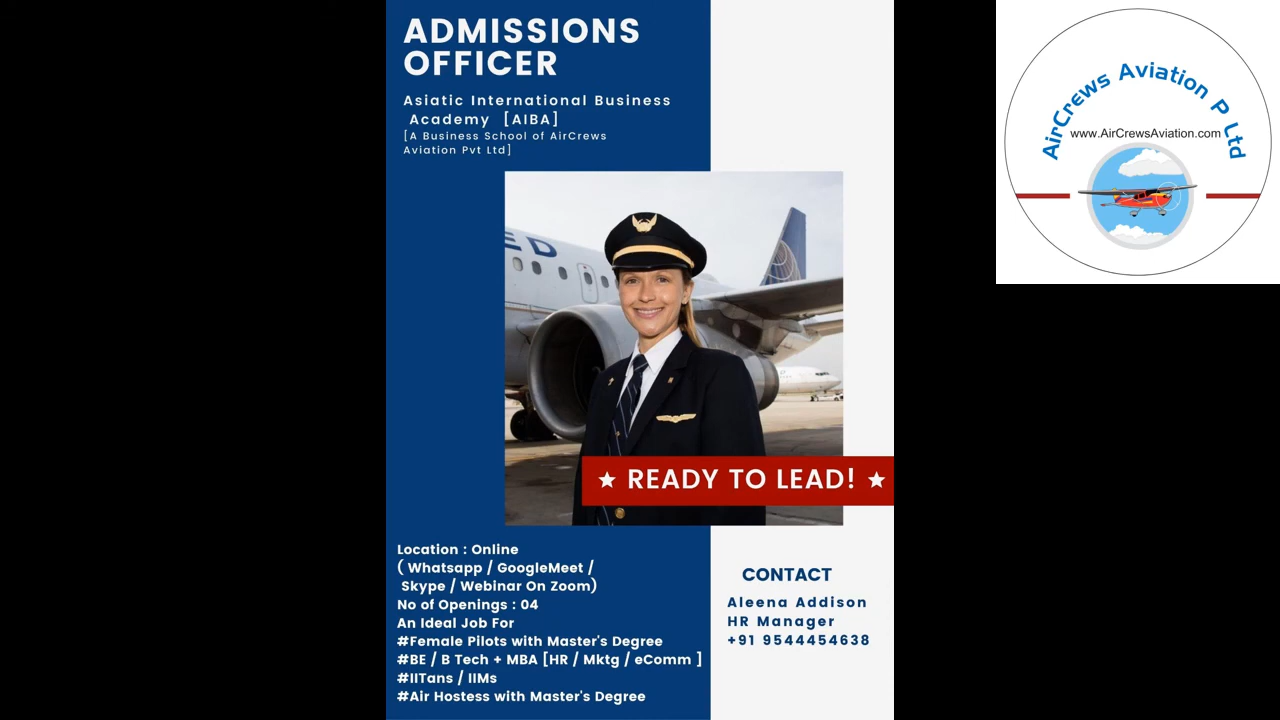 ADMISSIONS
OFFICER
Asiatic International Business
Academy [AIBA]
[A Business School of AirCrews
Aviation Pvt Ltd]
ED
★ READY TO LEAD! ★
Location : Online
( Whatsapp / GoogleMeet /
Skype / Webinar On Zoom)
No of Openings : 04
An Ideal Job For
#Female Pilots with Master's Degree
#BE / B Tech + MBA [HR / Mktg / eComm ]
#IITans / IIMs
#Air Hostess with Master's Degree
CONTACT
Aleena Addison
HR Manager
+91 9544454638
AirCrews Aviation P Ltd
www.AirCrewsAviation.com